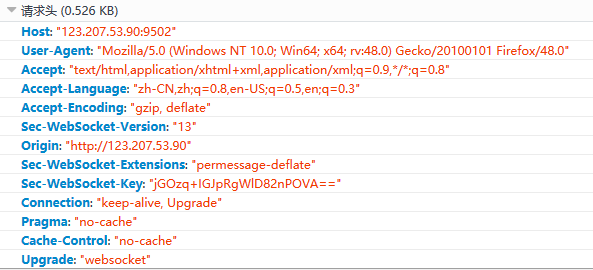 请求头 (0.526 KB)
Host: "123.207.53.90:9502"
User-Agent: "Mozilla/5.0 (Windows NT 10.0; Win64; x64; rv:48.0) Gecko/20100101 Firefox/48.0"
Accept: "text/html,application/xhtml+xml,application/xml;q=0.9,*/*;q=0.8"
Accept-Language: "zh-CN,zh;q=0.8,en-US;q=0.5,en;q=0.3"
Accept-Encoding: "gzip, deflate"
Sec-WebSocket-Version: "13"
Origin: "http://123.207.53.90"
Sec-WebSocket-Extensions: "permessage-deflate"
Sec-WebSocket-Key: "jGOzq+IGJpRgWlD82nPOVA=="
Connection: "keep-alive, Upgrade"
Pragma: "no-cache"
Cache-Control: "no-cache"
Upgrade: "websocket"